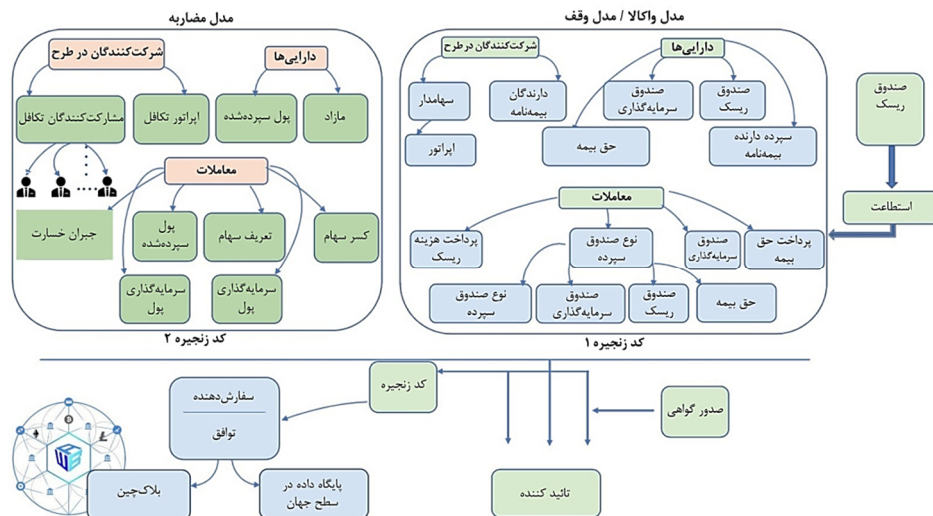 مدل واکالا / مدل وقف
شرکت‌کنندگان در طرح
دارایی‌ها
سهامدار
دارندگان
بیمه‌نامه
صندوق
سرمایه‌گذاری
صندوق
ریسک
اپراتور
حق بیمه
سپرده دارنده
بیمه‌نامه
معاملات
پرداخت هزینه
ریسک
نوع صندوق
سپرده
صندوق
سرمایه‌گذاری
پرداخت حق
بیمه
نوع صندوق
سپرده
صندوق
سرمایه‌گذاری
صندوق
ریسک
حق بیمه
کد زنجیره ۱
صندوق
ریسک
استطاعت
مدل مضاربه
شرکت‌کنندگان در طرح
دارایی‌ها
مشارکت‌کنندگان تکافل
اپراتور تکافل
پول سپرده‌شده
مازاد
معاملات
جبران خسارت
پول
سپرده‌شده
تعریف سهام
کسر سهام
سرمایه‌گذاری
پول
سرمایه‌گذاری
پول
کد زنجیره ۲
کد زنجیره
صدور گواهی
سفارش‌دهنده
توافق
بلاک‌چین
پایگاه داده در
سطح جهان
تائید کننده